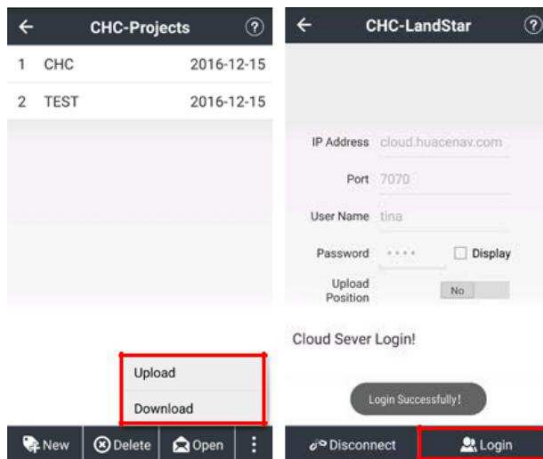 CHC-Projects ?
1 CHC 2016-12-15
2 TEST 2016-12-15
Upload
Download
New Delete Open
CHC-LandStar ?
IP Address cloud.huacenav.com
Port 7070
User Name tina
Password •••• Display
Upload
Position No
Cloud Sever Login!
Login Successfully!
Disconnect Login